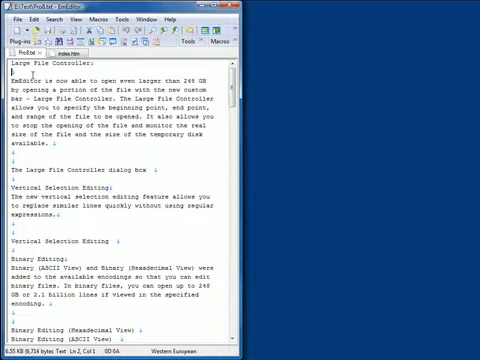 E:\Test\Pro8.txt - EmEditor
File Edit Search View Macros Tools Window Help
Plug-ins Tools Macros
Pro8.txt index.htm
Large File Controller
EmEditor is now able to open even larger than 248 GB
by opening a portion of the file with the new custom
bar - Large File Controller. The Large File Controller
allows you to specify the beginning point, end point,
and range of the file to be opened. It also allows you
to stop the opening of the file and monitor the real
size of the file and the size of the temporary disk
available.
The Large File Controller dialog box
Vertical Selection Editing
The new vertical selection editing feature allows you
to replace similar lines quickly without using regular
expressions.
Vertical Selection Editing
Binary Editing
Binary (ASCII View) and Binary (Hexadecimal View) were
added to the available encodings so that you can edit
binary files. In binary files, you can open up to 248
GB or 2.1 billion lines if viewed in the specified
encoding.
Binary Editing (Hexadecimal View)
Binary Editing (ASCII View)
6.55 KB (6,714 bytes Text Ln 2, Col 1 0D 0A Western European